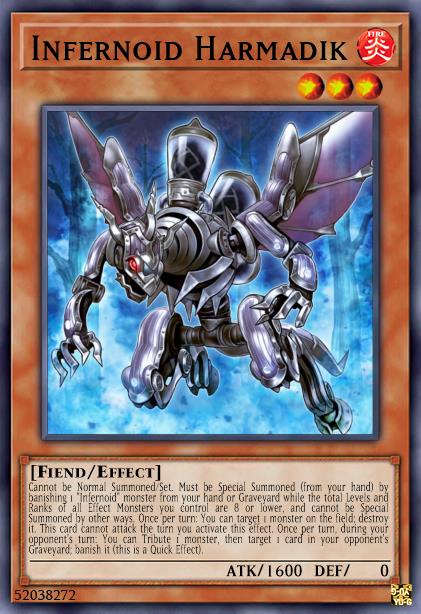 INFERNOID HARMADIK
FIRE
炎
[FIEND/EFFECT]
Cannot be Normal Summoned/Set. Must be Special Summoned (from your hand) by
banishing 1 "Infernoid" monster from your hand or Graveyard while the total Levels and
Ranks of all Effect Monsters you control are 8 or lower, and cannot be Special
Summoned by other ways. Once per turn: You can target 1 monster on the field; destroy
it. This card cannot attack the turn you activate this effect. Once per turn, during your
opponent's turn: You can Tribute 1 monster, then target 1 card in your opponent's
Graveyard; banish it (this is a Quick Effect).
ATK/1600 DEF/ 0
52038272